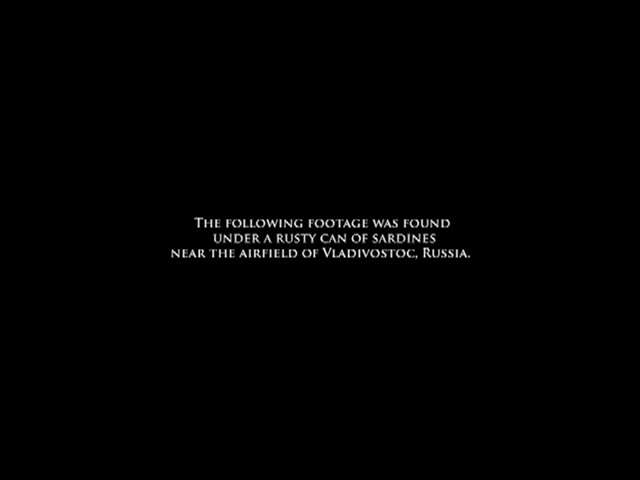 The following footage was found
under a rusty can of sardines
near the airfield of Vladivostoc, Russia.